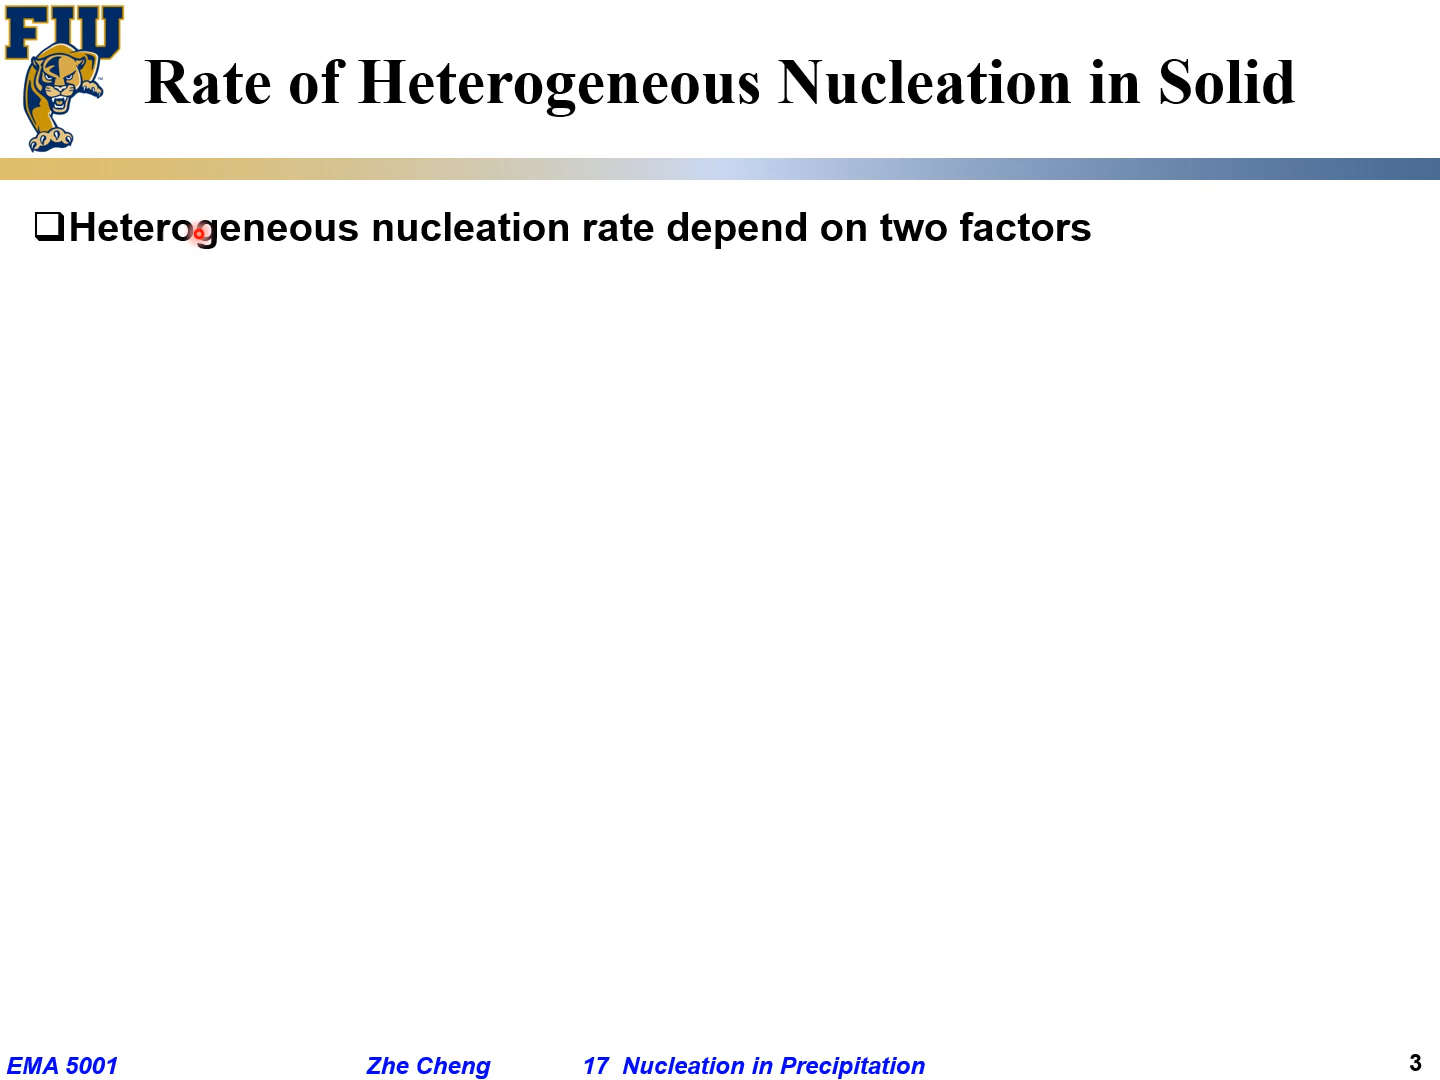 FIU
Rate of Heterogeneous Nucleation in Solid
❑Heterogeneous nucleation rate depend on two factors
EMA 5001 Zhe Cheng 17 Nucleation in Precipitation 3